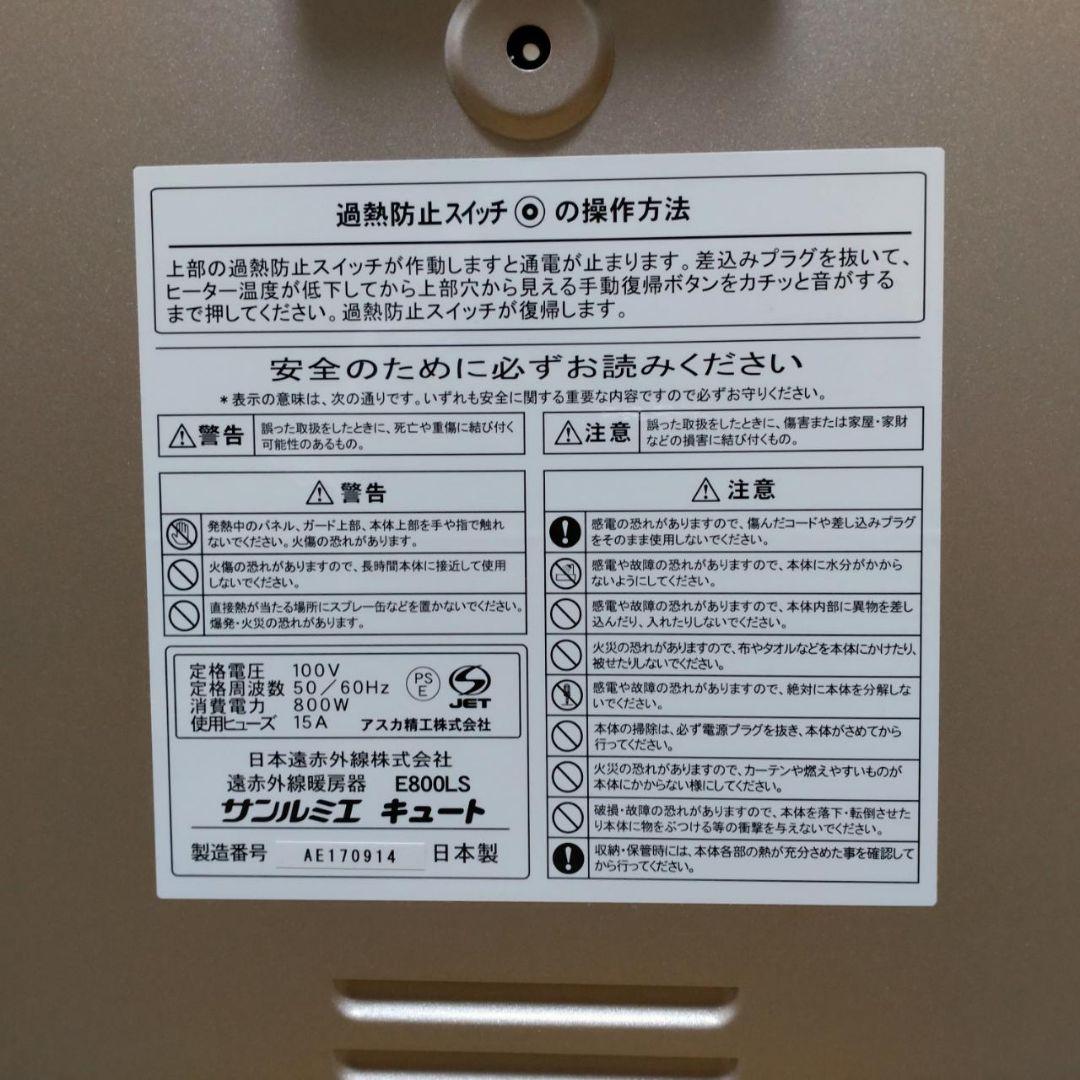 過熱防止スイッチ◎の操作方法
上部の過熱防止スイッチが作動しますと通電が止まります。差込みプラグを抜いて、
ヒーター温度が低下してから上部穴から見える手動復帰ボタンをカチッと音がする
まで押してください。過熱防止スイッチが復帰します。
安全のために必ずお読みください
*表示の意味は、次の通りです。いずれも安全に関する重要な内容ですので必ずお守りください。
⚠警告
誤った取扱をしたときに、死亡や重傷に結び付く
可能性のあるもの。
⚠注意
誤った取扱をしたときに、傷害または家屋・家財
などの損害に結び付くもの。
⚠警告
発熱中のパネル、ガード上部、本体上部を手や指で触れ
ないでください。火傷の恐れがあります。
火傷の恐れがありますので、長時間本体に接近して使用
しないでください。
直接熱が当たる場所にスプレー缶などを置かないでください。
爆発・火災の恐れがあります。
定格電圧 100V
定格周波数 50/60Hz
消費電力 800W
使用ヒューズ 15A
PS
E
JET
アスカ精工株式会社
日本遠赤外線株式会社
遠赤外線暖房器 E800LS
サンルミエ キュート
製造番号 AE170914 日本製
⚠注意
感電の恐れがありますので、傷んだコードや差し込みプラグ
をそのまま使用しないでください。
感電や故障の恐れがありますので、本体に水分がかから
ないようにしてください。
感電や故障の恐れがありますので、本体内部に異物を差し
込んだり、入れたりしないでください。
火災の恐れがありますので、布やタオルなどを本体にかけたり、
被せたりしないでください。
感電や故障の恐れがありますので、絶対に本体を分解しな
いでください。
本体の掃除は、必ず電源プラグを抜き、本体がさめてから
行ってください。
火災の恐れがありますので、カーテンや燃えやすいものが
本体にかからない様にしてください。
破損・故障の恐れがありますので、本体を落下・転倒させた
り本体に物をぶつける等の衝撃を与えないでください。
収納・保管時には、本体各部の熱が充分さめた事を確認して
から行ってください。